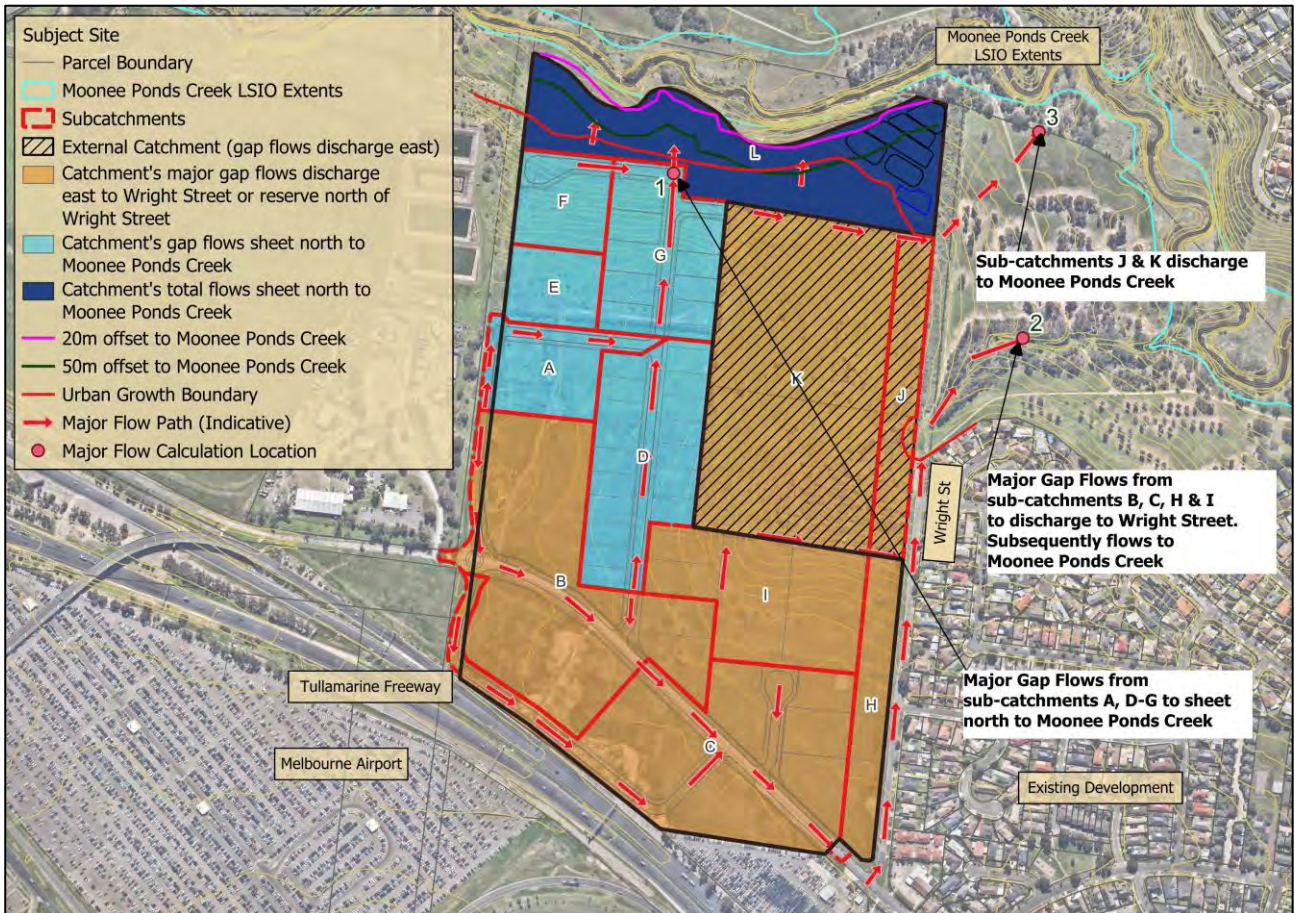 Subject Site
Parcel Boundary
Moonee Ponds Creek LSIO Extents
Subcatchments
External Catchment (gap flows discharge east)
Catchment's major gap flows discharge
east to Wright Street or reserve north of
Wright Street
Catchment's gap flows sheet north to
Moonee Ponds Creek
Catchment's total flows sheet north to
Moonee Ponds Creek
20m offset to Moonee Ponds Creek
50m offset to Moonee Ponds Creek
Urban Growth Boundary
Major Flow Path (Indicative)
Major Flow Calculation Location
Moonee Ponds Creek
LSIO Extents
3
L
1
F
G
Sub-catchments J & K discharge
to Moonee Ponds Creek
E
2
A
K
J
D
Wright St
Major Gap Flows from
sub-catchments B, C, H & I
to discharge to Wright Street.
Subsequently flows to
Moonee Ponds Creek
B
I
Tullamarine Freeway
H
Major Gap Flows from
sub-catchments A, D-G to sheet
north to Moonee Ponds Creek
C
Melbourne Airport
Existing Development